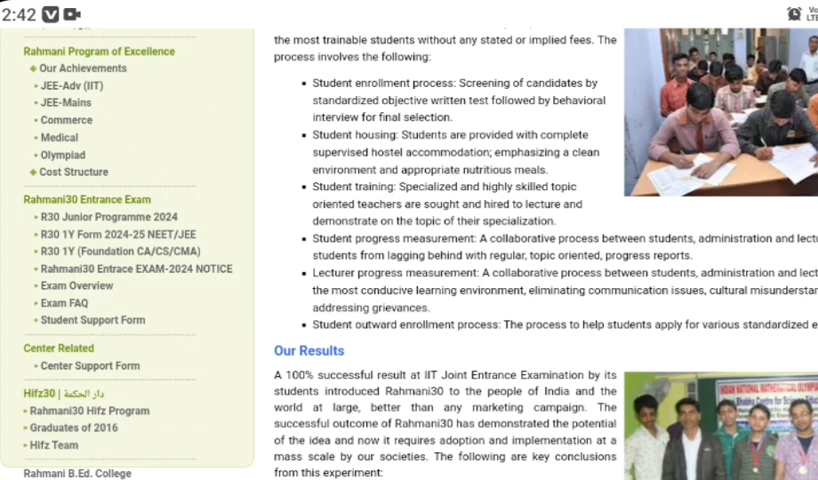 2:42
Vo
LTE
Rahmani Program of Excellence
Our Achievements
JEE-Adv (IIT)
JEE-Mains
Commerce
Medical
Olympiad
Cost Structure
Rahmani30 Entrance Exam
R30 Junior Programme 2024
R30 1Y Form 2024-25 NEET/JEE
R30 1Y (Foundation CA/CS/CMA)
Rahmani30 Entrace EXAM-2024 NOTICE
Exam Overview
Exam FAQ
Student Support Form
Center Related
Center Support Form
Hifz30 | دار الحكمة
Rahmani30 Hifz Program
Graduates of 2016
Hifz Team
Rahmani B.Ed. College
the most trainable students without any stated or implied fees. The
process involves the following:
Student enrollment process: Screening of candidates by
standardized objective written test followed by behavioral
interview for final selection.
Student housing: Students are provided with complete
supervised hostel accommodation; emphasizing a clean
environment and appropriate nutritious meals.
Student training: Specialized and highly skilled topic
oriented teachers are sought and hired to lecture and
demonstrate on the topic of their specialization.
Student progress measurement: A collaborative process between students, administration and lectu
students from lagging behind with regular, topic oriented, progress reports.
Lecturer progress measurement: A collaborative process between students, administration and lect
the most conducive learning environment, eliminating communication issues, cultural misunderstan
addressing grievances.
Student outward enrollment process: The process to help students apply for various standardized e
Our Results
A 100% successful result at IIT Joint Entrance Examination by its
students introduced Rahmani30 to the people of India and the
world at large, better than any marketing campaign. The
successful outcome of Rahmani30 has demonstrated the potential
of the idea and now it requires adoption and implementation at a
mass scale by our societies. The following are key conclusions
from this experiment:
INDIAN NATIONAL MATHEMATICAL OLYMPI
Bhabha Centre for Science Educ